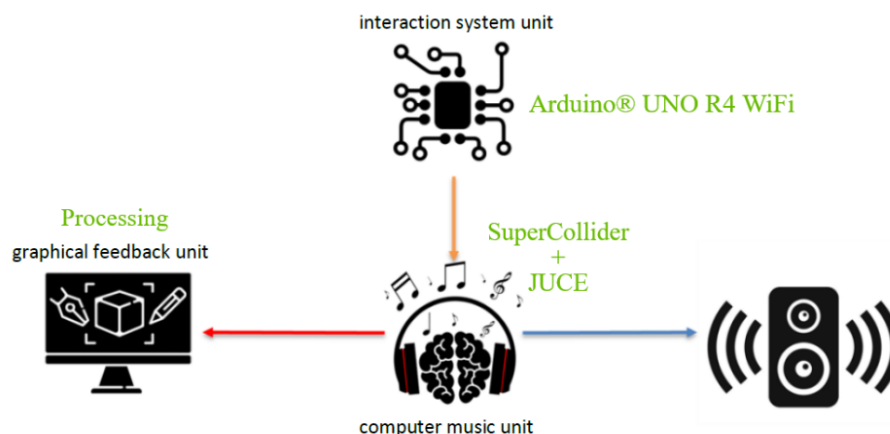 interaction system unit
Arduino® UNO R4 WiFi
Processing
graphical feedback unit
SuperCollider
+
JUCE
computer music unit